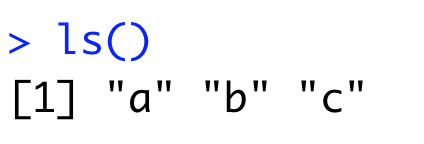 > ls()
[1] "a" "b" "c"